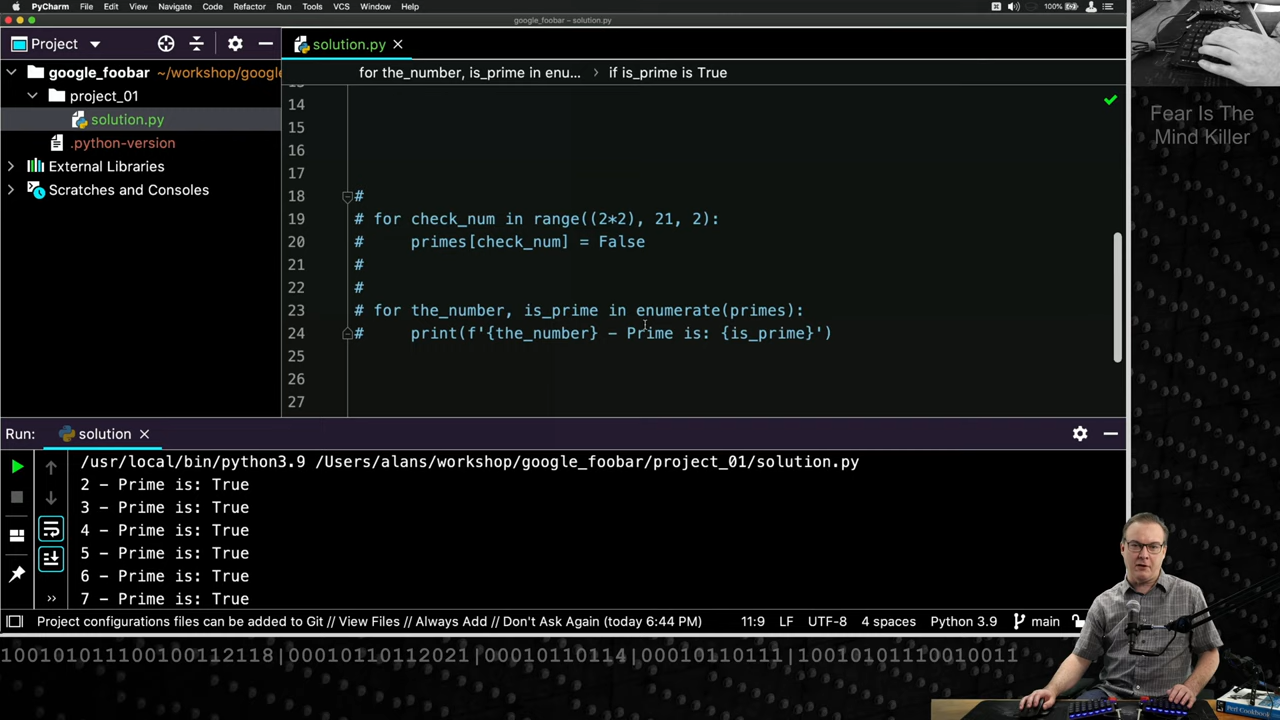 PyCharm File Edit View Navigate Code Refactor Run Tools VCS Window Help 100%
google_foobar – solution.py
Project
solution.py
google_foobar ~/workshop/google
for the_number, is_prime in enu... › if is_prime is True
project_01
solution.py
.python-version
External Libraries
Scratches and Consoles
Fear Is The
Mind Killer
14
15
16
17
18 #
19 # for check_num in range((2*2), 21, 2):
20 #     primes[check_num] = False
21 #
22 #
23 # for the_number, is_prime in enumerate(primes):
24 #     print(f'{the_number} - Prime is: {is_prime}')
25
26
27
Run: solution
/usr/local/bin/python3.9 /Users/alans/workshop/google_foobar/project_01/solution.py
2 - Prime is: True
3 - Prime is: True
4 - Prime is: True
5 - Prime is: True
6 - Prime is: True
7 - Prime is: True
Project configurations files can be added to Git // View Files // Always Add // Don't Ask Again (today 6:44 PM) 11:9 LF UTF-8 4 spaces Python 3.9 main
Perl Cookbook